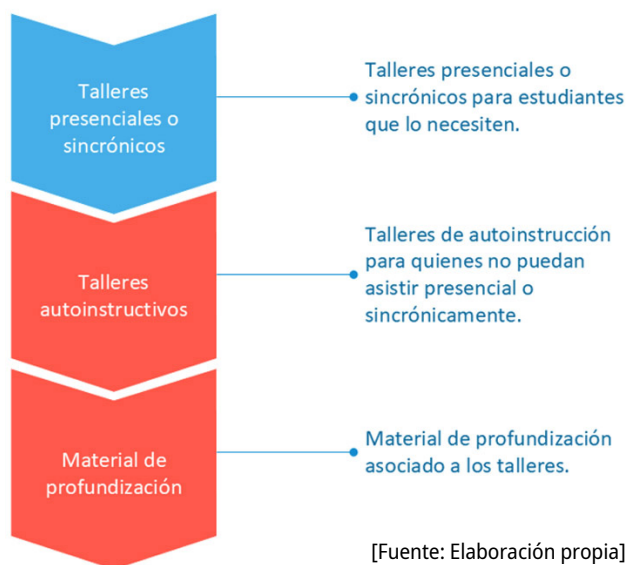 Talleres
presenciales o
sincrónicos
Talleres presenciales o
sincrónicos para estudiantes
que lo necesiten.
Talleres
autoinstructivos
Talleres de autoinstrucción
para quienes no puedan
asistir presencial o
sincrónicamente.
Material de
profundización
Material de profundización
asociado a los talleres.
[Fuente: Elaboración propia]